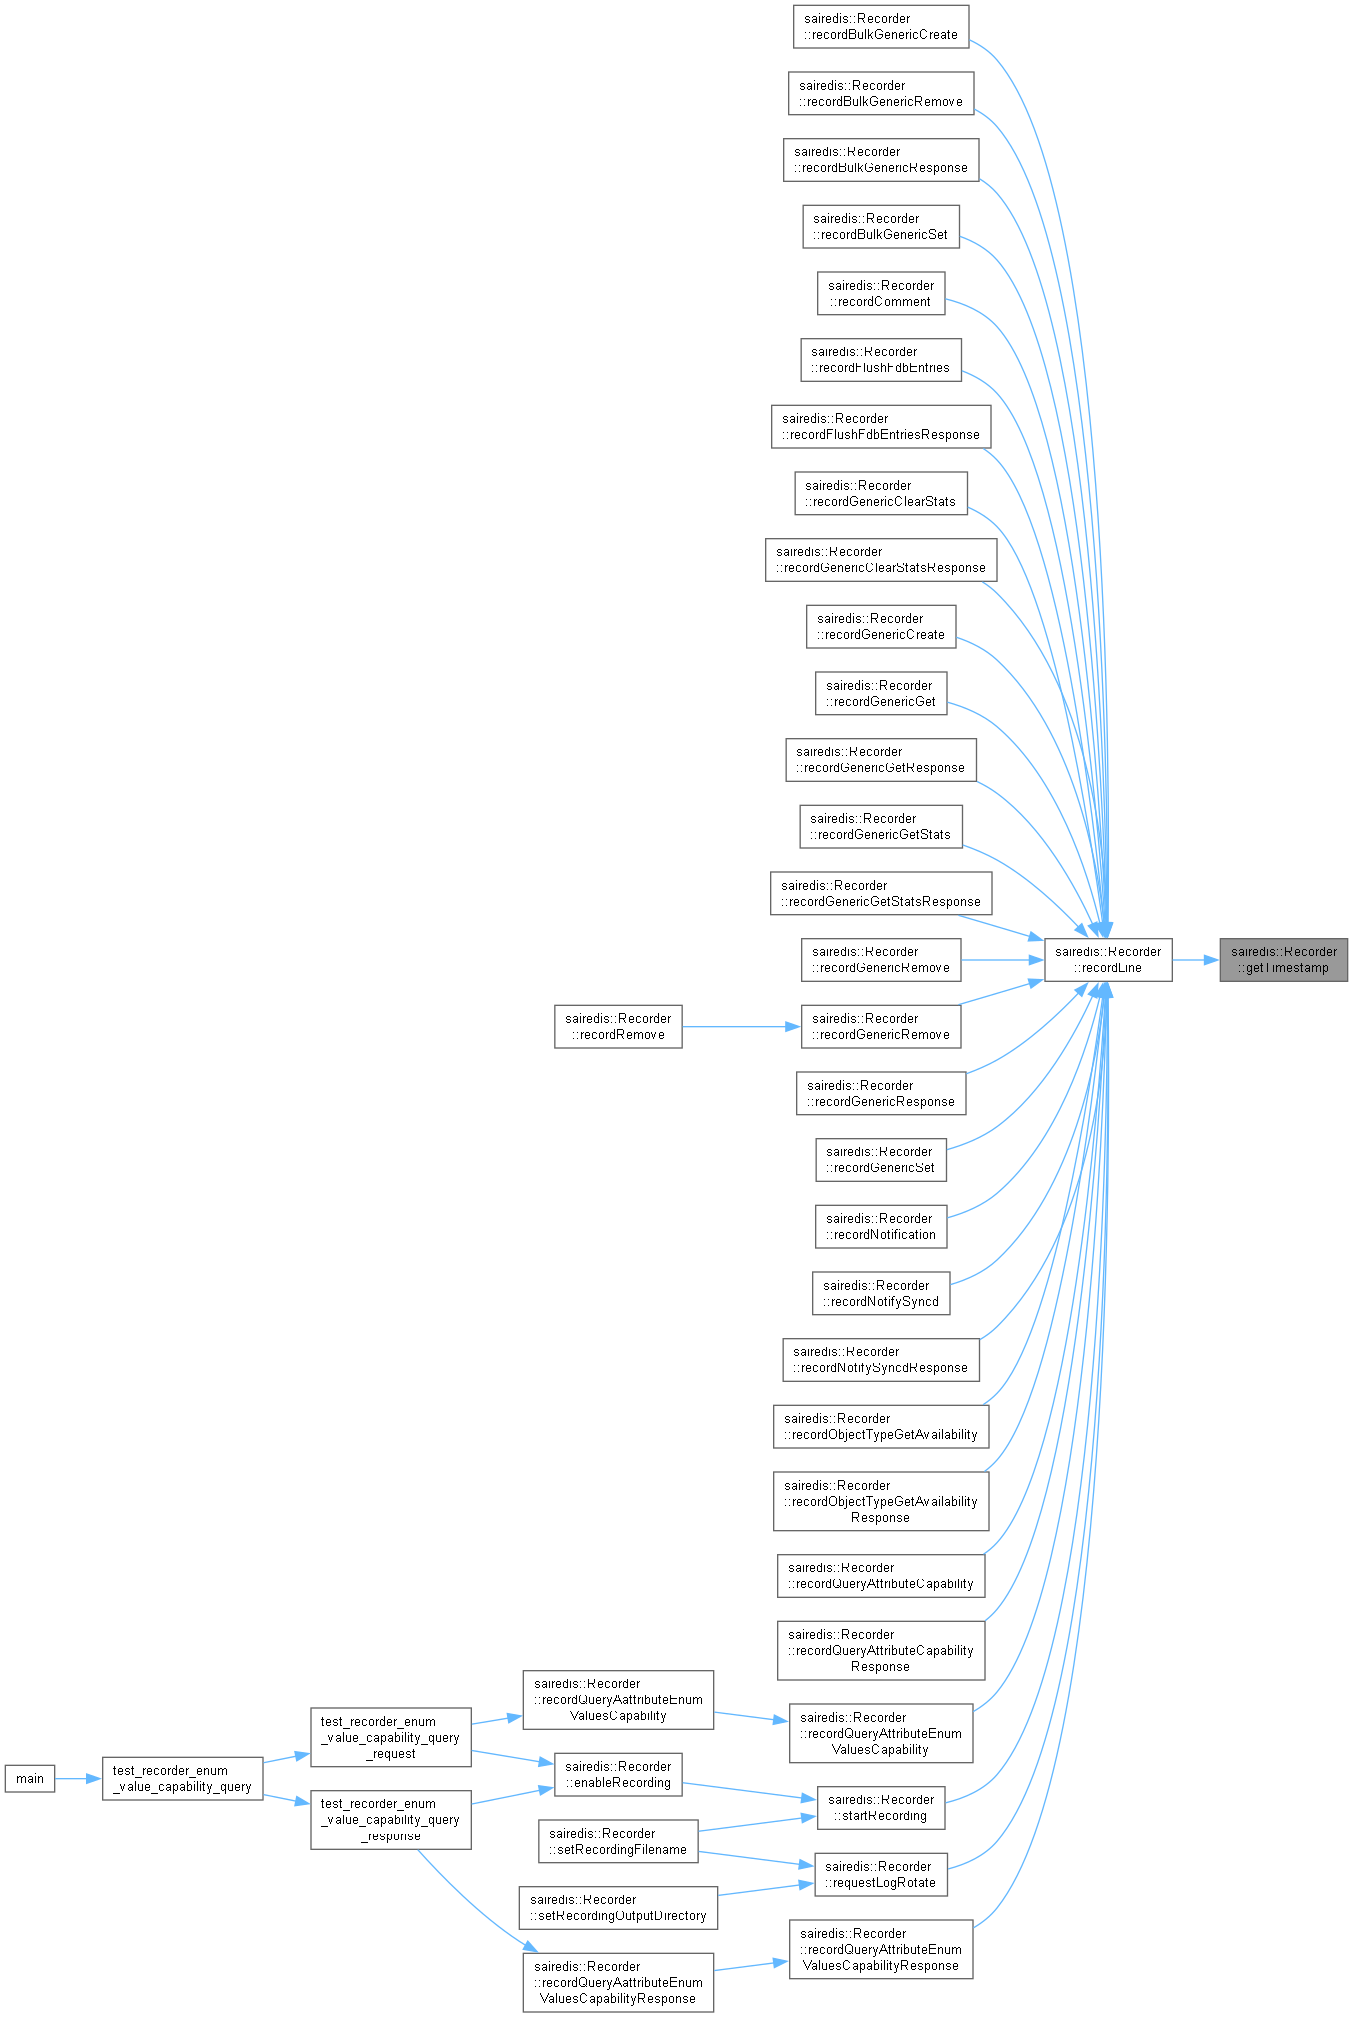 sairedis::Recorder
::recordBulkGenericCreate
sairedis::Recorder
::recordBulkGenericRemove
sairedis::Recorder
::recordBulkGenericResponse
sairedis::Recorder
::recordBulkGenericSet
sairedis::Recorder
::recordComment
sairedis::Recorder
::recordFlushFdbEntries
sairedis::Recorder
::recordFlushFdbEntriesResponse
sairedis::Recorder
::recordGenericClearStats
sairedis::Recorder
::recordGenericClearStatsResponse
sairedis::Recorder
::recordGenericCreate
sairedis::Recorder
::recordGenericGet
sairedis::Recorder
::recordGenericGetResponse
sairedis::Recorder
::recordGenericGetStats
sairedis::Recorder
::recordGenericGetStatsResponse
sairedis::Recorder
::recordGenericRemove
sairedis::Recorder
::recordLine
sairedis::Recorder
::getTimestamp
sairedis::Recorder
::recordRemove
sairedis::Recorder
::recordGenericRemove
sairedis::Recorder
::recordGenericResponse
sairedis::Recorder
::recordGenericSet
sairedis::Recorder
::recordNotification
sairedis::Recorder
::recordNotifySyncd
sairedis::Recorder
::recordNotifySyncdResponse
sairedis::Recorder
::recordObjectTypeGetAvailability
sairedis::Recorder
::recordObjectTypeGetAvailability
Response
sairedis::Recorder
::recordQueryAttributeCapability
sairedis::Recorder
::recordQueryAttributeCapability
Response
sairedis::Recorder
::recordQueryAattributeEnum
ValuesCapability
sairedis::Recorder
::recordQueryAttributeEnum
ValuesCapability
test_recorder_enum
_value_capability_query
_request
sairedis::Recorder
::enableRecording
main
test_recorder_enum
_value_capability_query
test_recorder_enum
_value_capability_query
_response
sairedis::Recorder
::startRecording
sairedis::Recorder
::setRecordingFilename
sairedis::Recorder
::requestLogRotate
sairedis::Recorder
::setRecordingOutputDirectory
sairedis::Recorder
::recordQueryAttributeEnum
ValuesCapabilityResponse
sairedis::Recorder
::recordQueryAattributeEnum
ValuesCapabilityResponse